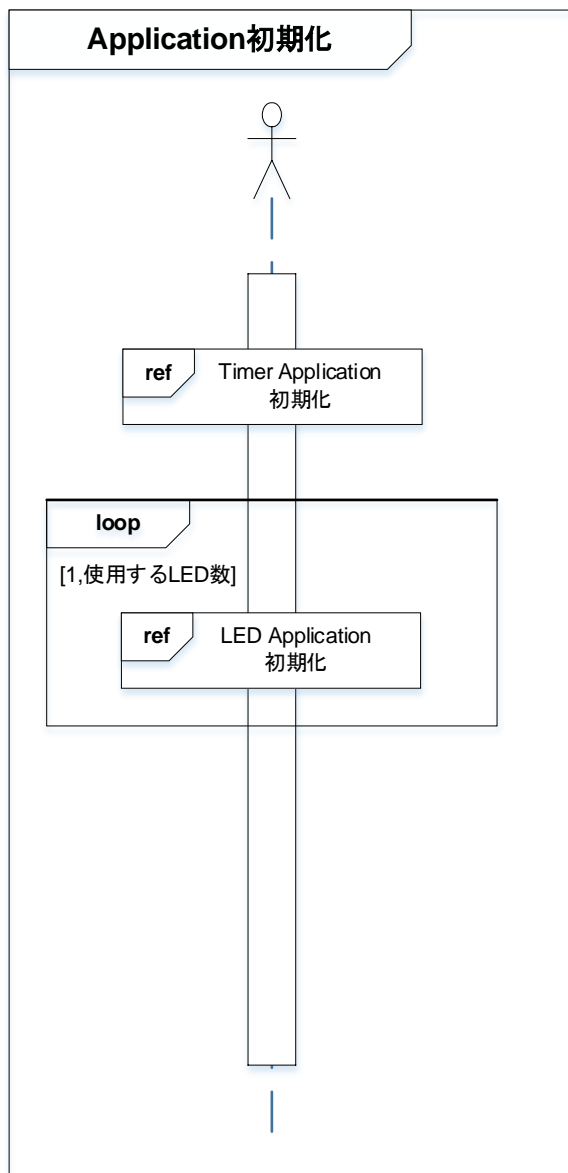 Application初期化
ref
Timer Application
初期化
loop
[1,使用するLED数]
ref
LED Application
初期化